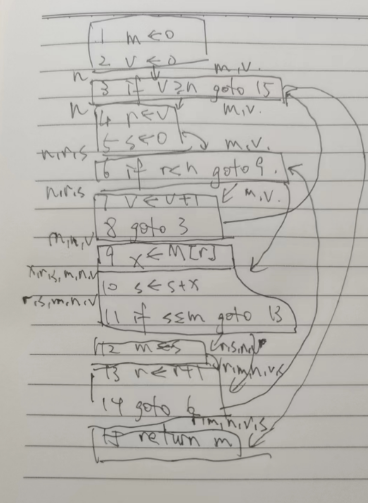 1 m ← 0
2 v ← 0
n m,v.
3 if v ≥ n goto 15
n m,v.
4 r ← v
5 s ← 0 m,v.
n,r,s
6 if r < n goto 9.
n,r,s m,v.
7 v ← v+1
8 goto 3
m,n,v
9 x ← M[r]
x,r,s,m,n,v
10 s ← s+x
r,s,m,n,v
11 if s ≤ m goto 13
12 m ← s
13 r ← r+1 r,m,n,v,s
14 goto 6
r,m,n,v,s
15 return m